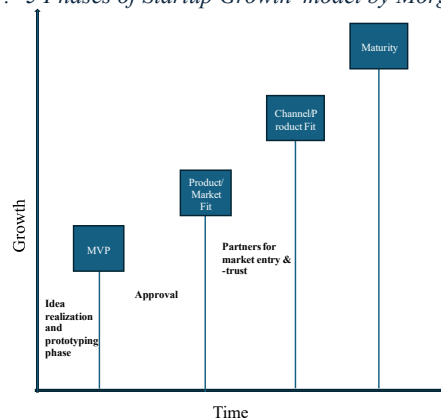 5 Phases of Startup Growth' model by
Maturity
Channel/P
roduct Fit
Product/
Market
Fit
MVP
Growth
Partners for
market entry &
-trust
Approval
Idea
realization
and
prototyping
phase
Time